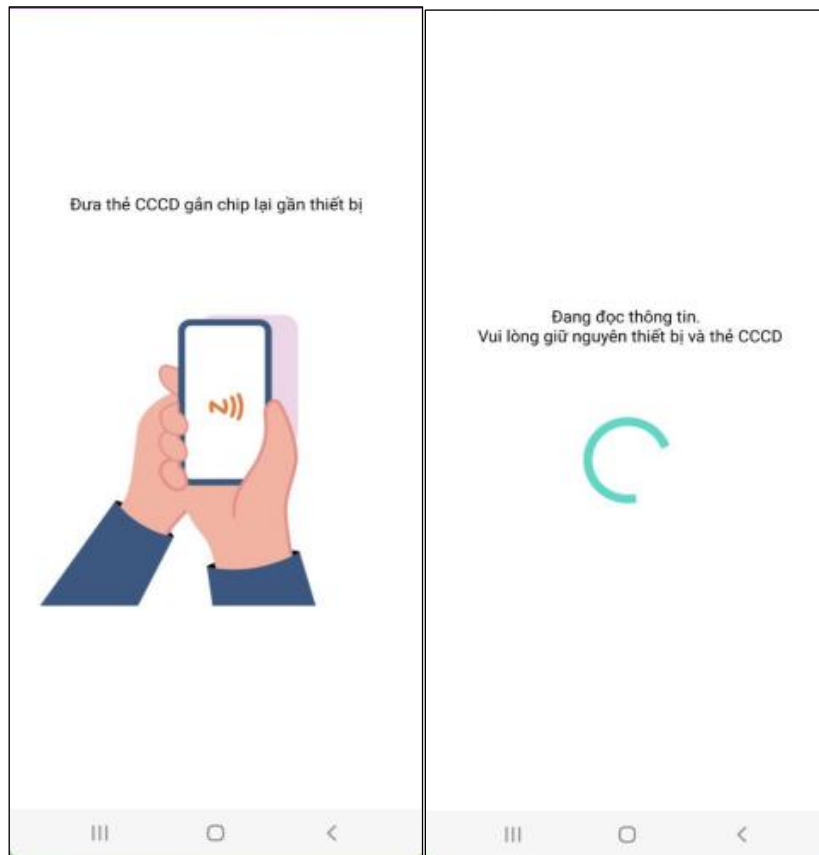 Đưa thẻ CCCD gắn chip lại gần thiết bị
Đang đọc thông tin.
Vui lòng giữ nguyên thiết bị và thẻ CCCD